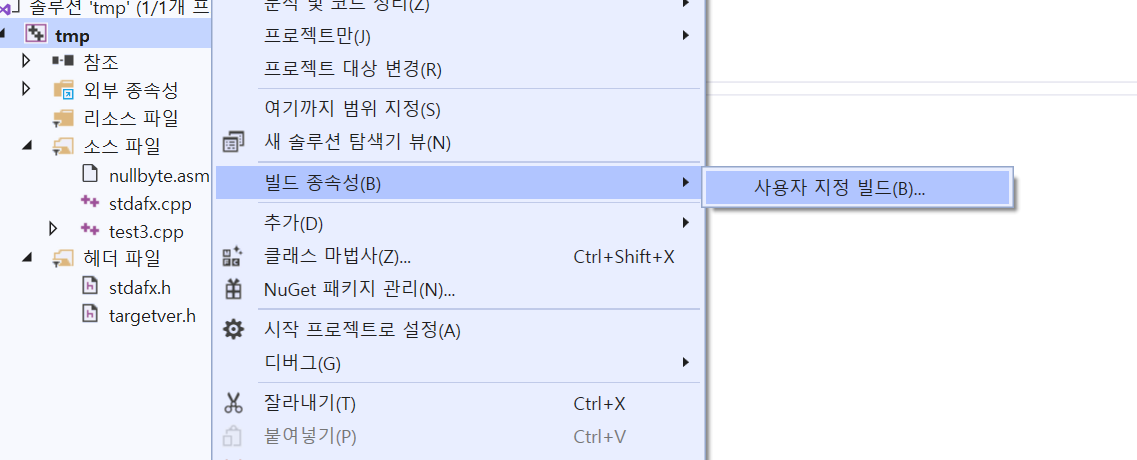 솔루션 'tmp' (1/1개 프
tmp
참조
외부 종속성
리소스 파일
소스 파일
nullbyte.asm
stdafx.cpp
test3.cpp
헤더 파일
stdafx.h
targetver.h
분석 및 코드 정리(Z)
프로젝트만(J)
프로젝트 대상 변경(R)
여기까지 범위 지정(S)
새 솔루션 탐색기 뷰(N)
빌드 종속성(B)
사용자 지정 빌드(B)...
추가(D)
클래스 마법사(Z)... Ctrl+Shift+X
NuGet 패키지 관리(N)...
시작 프로젝트로 설정(A)
디버그(G)
잘라내기(T) Ctrl+X
붙여넣기(P) Ctrl+V